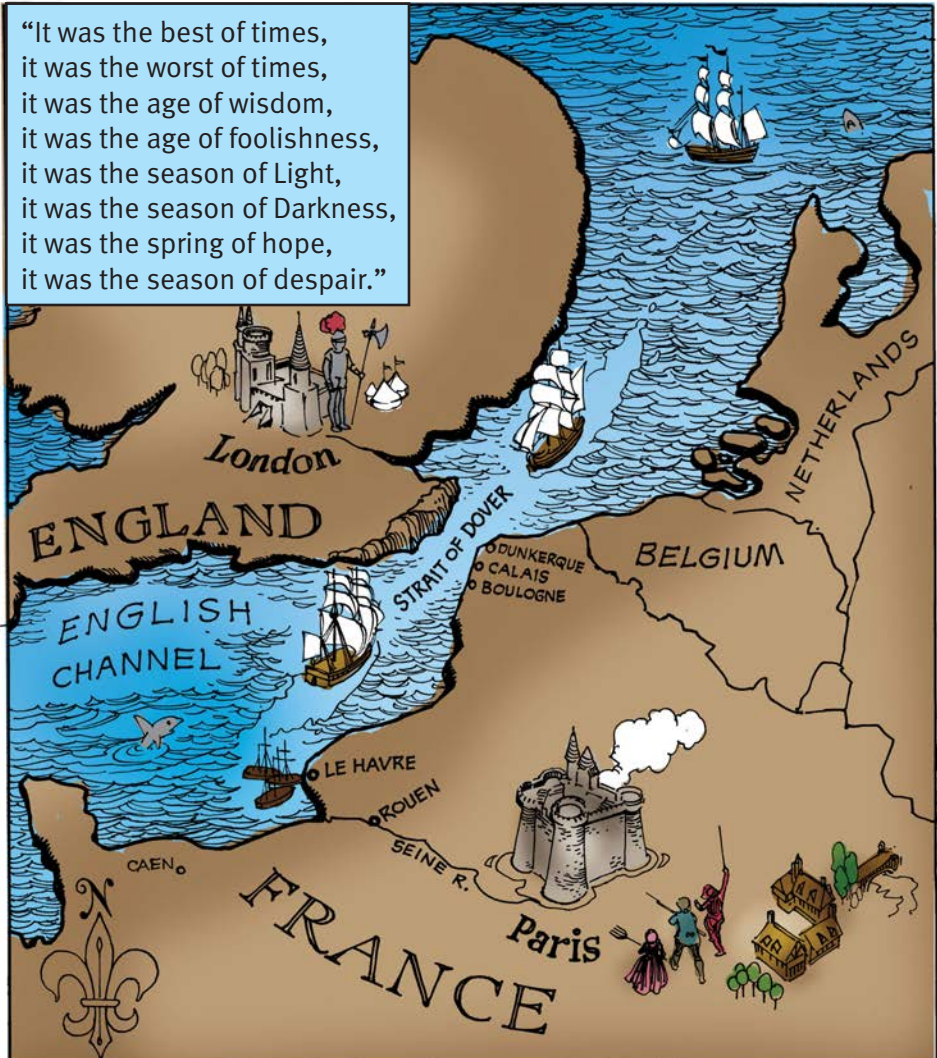 “It was the best of times,
it was the worst of times,
it was the age of wisdom,
it was the age of foolishness,
it was the season of Light,
it was the season of Darkness,
it was the spring of hope,
it was the season of despair.”
London
ENGLAND
ENGLISH
CHANNEL
STRAIT OF DOVER
NETHERLANDS
BELGIUM
DUNKERQUE
CALAIS
BOULOGNE
LE HAVRE
ROUEN
SEINE R.
CAEN
Paris
FRANCE
N